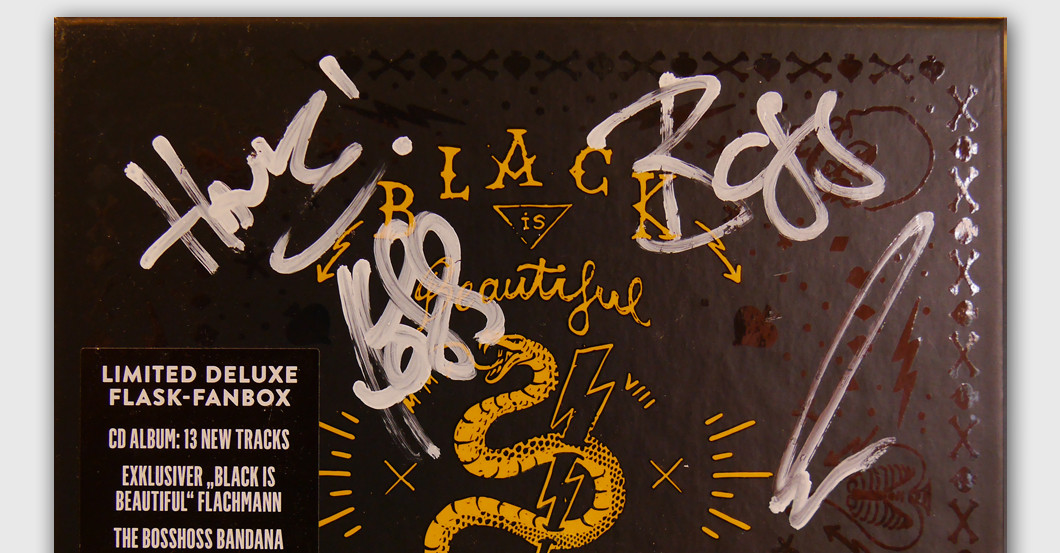 BLACK
is
beautiful
LIMITED DELUXE
FLASK-FANBOX
CD ALBUM: 13 NEW TRACKS
EXKLUSIVER „BLACK IS
BEAUTIFUL“ FLACHMANN
THE BOSSHOSS BANDANA